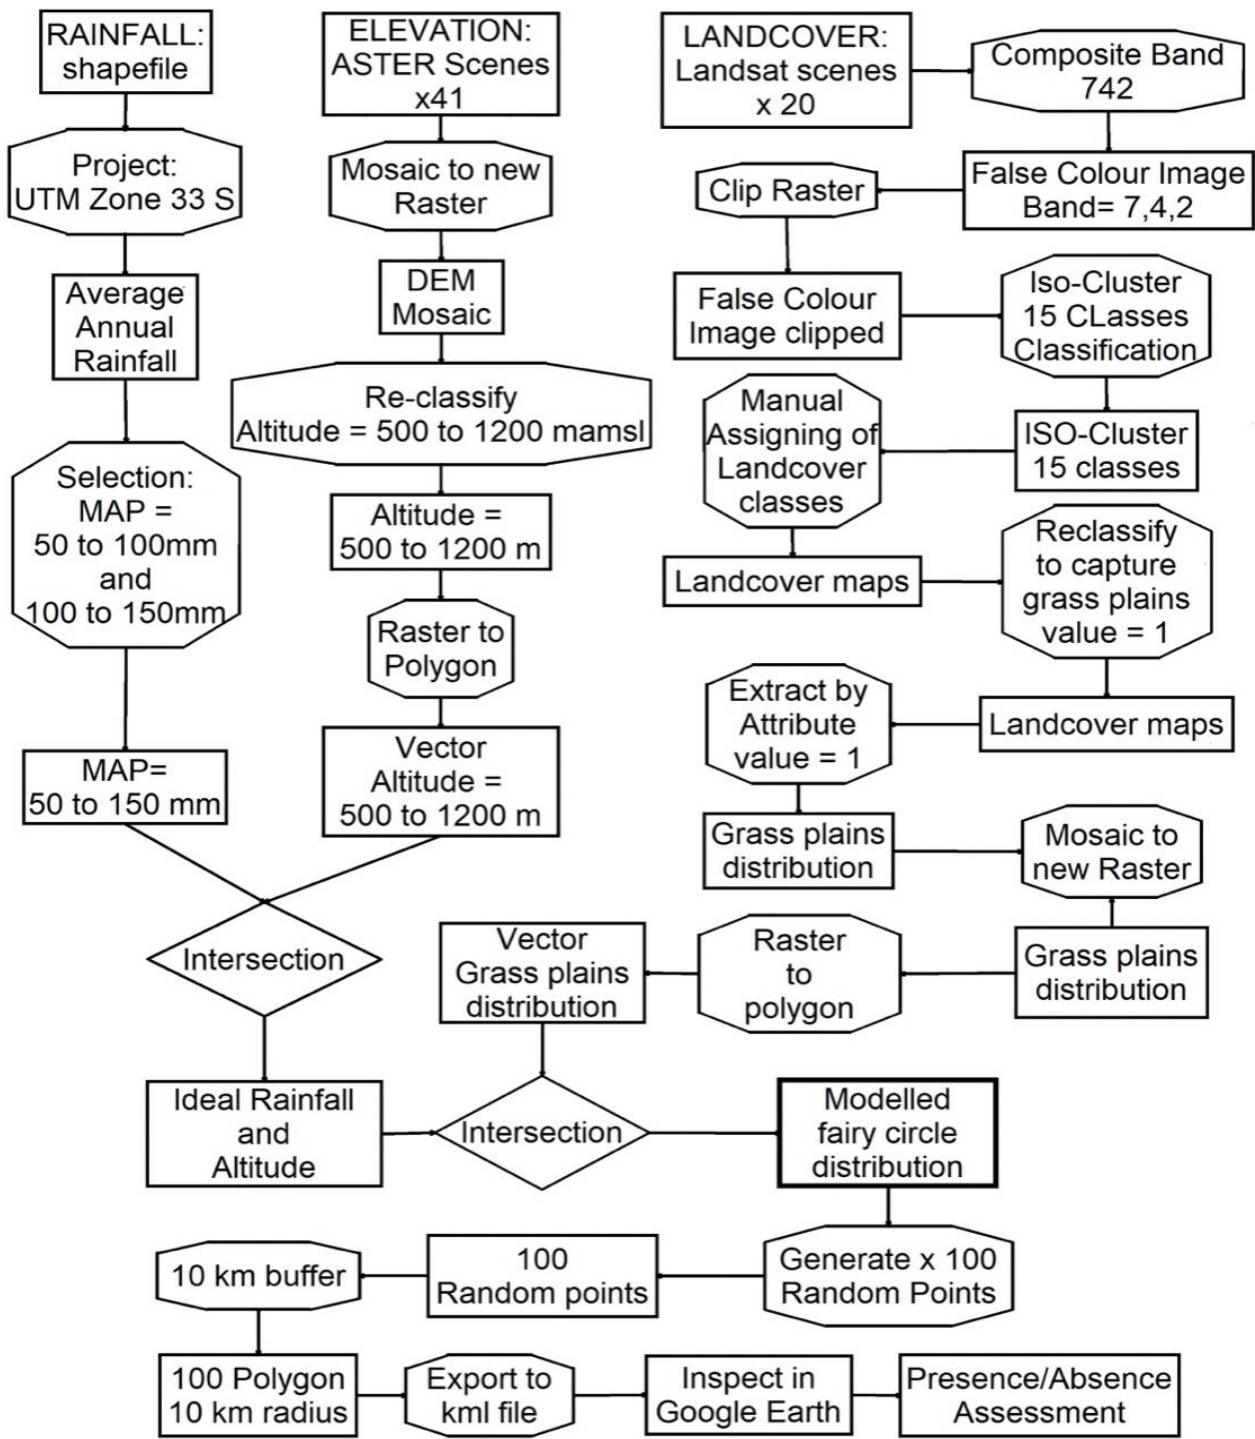 RAINFALL:
shapefile
Project:
UTM Zone 33 S
Average
Annual
Rainfall
Selection:
MAP =
50 to 100mm
and
100 to 150mm
MAP=
50 to 150 mm
ELEVATION:
ASTER Scenes
x41
Mosaic to new
Raster
DEM
Mosaic
Re-classify
Altitude = 500 to 1200 mamsl
Altitude =
500 to 1200 m
Raster to
Polygon
Vector
Altitude =
500 to 1200 m
Intersection
Ideal Rainfall
and
Altitude
LANDCOVER:
Landsat scenes
x 20
Composite Band
742
False Colour Image
Band= 7,4,2
Clip Raster
False Colour
Image clipped
Iso-Cluster
15 CLasses
Classification
ISO-Cluster
15 classes
Manual
Assigning of
Landcover
classes
Landcover maps
Reclassify
to capture
grass plains
value = 1
Landcover maps
Extract by
Attribute
value = 1
Grass plains
distribution
Mosaic to
new Raster
Grass plains
distribution
Raster
to
polygon
Vector
Grass plains
distribution
Intersection
Modelled
fairy circle
distribution
Generate x 100
Random Points
100
Random points
10 km buffer
100 Polygon
10 km radius
Export to
kml file
Inspect in
Google Earth
Presence/Absence
Assessment